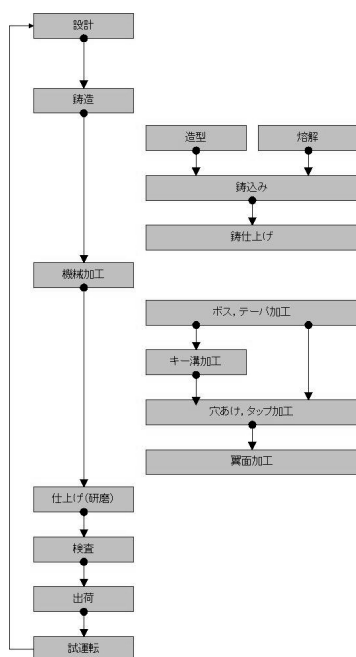 設計
鋳造
造型
熔解
鋳込み
鋳仕上げ
機械加工
ボス，テーパ加工
キー溝加工
穴あけ，タップ加工
翼面加工
仕上げ(研磨)
検査
出荷
試運転